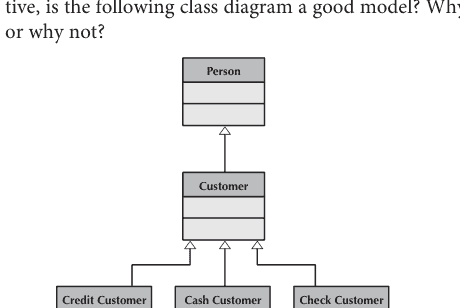 tive, is the following class diagram a good model? Why
or why not?
Person
Customer
Credit Customer
Cash Customer
Check Customer